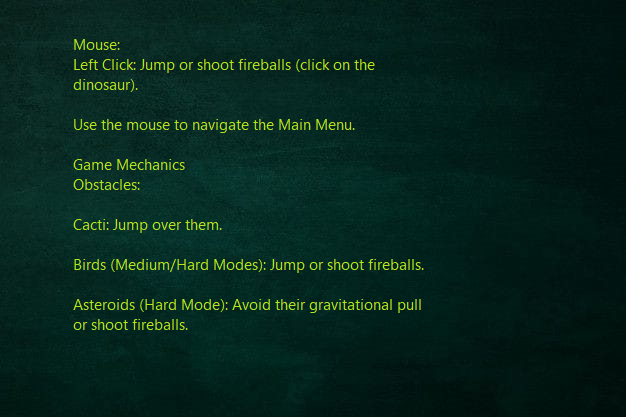 Mouse:
Left Click: Jump or shoot fireballs (click on the
dinosaur).
Use the mouse to navigate the Main Menu.
Game Mechanics
Obstacles:
Cacti: Jump over them.
Birds (Medium/Hard Modes): Jump or shoot fireballs.
Asteroids (Hard Mode): Avoid their gravitational pull
or shoot fireballs.